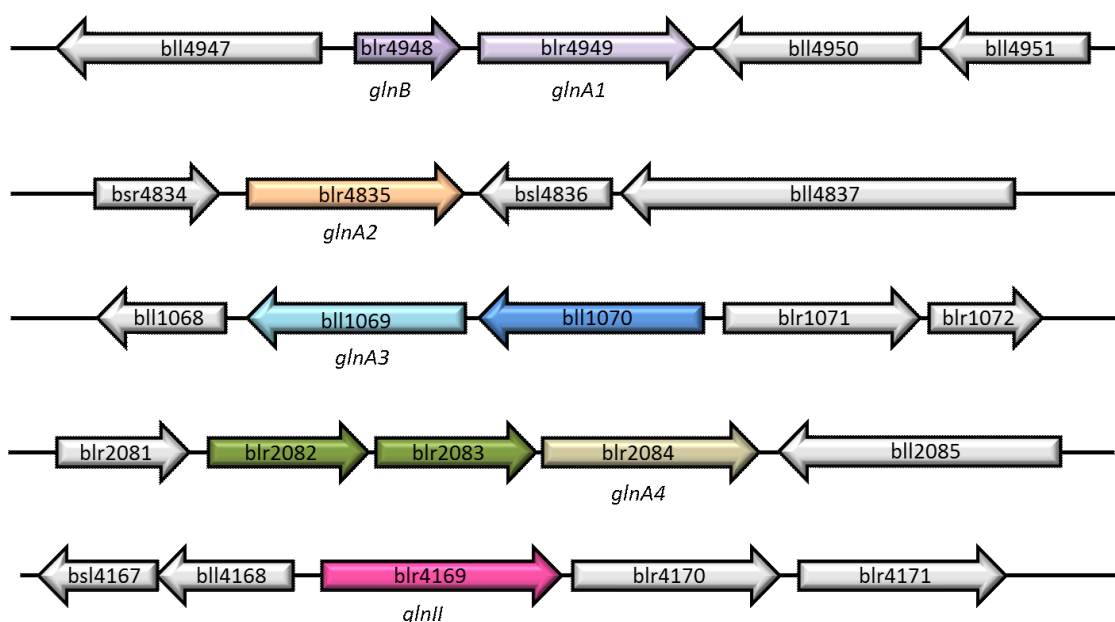 bll4947 blr4948 blr4949 bll4950 bll4951
glnB glnA1
bsr4834 blr4835 bsl4836 bll4837
glnA2
bll1068 bll1069 bll1070 blr1071 blr1072
glnA3
blr2081 blr2082 blr2083 blr2084 bll2085
glnA4
bsl4167 bll4168 blr4169 blr4170 blr4171
glnII